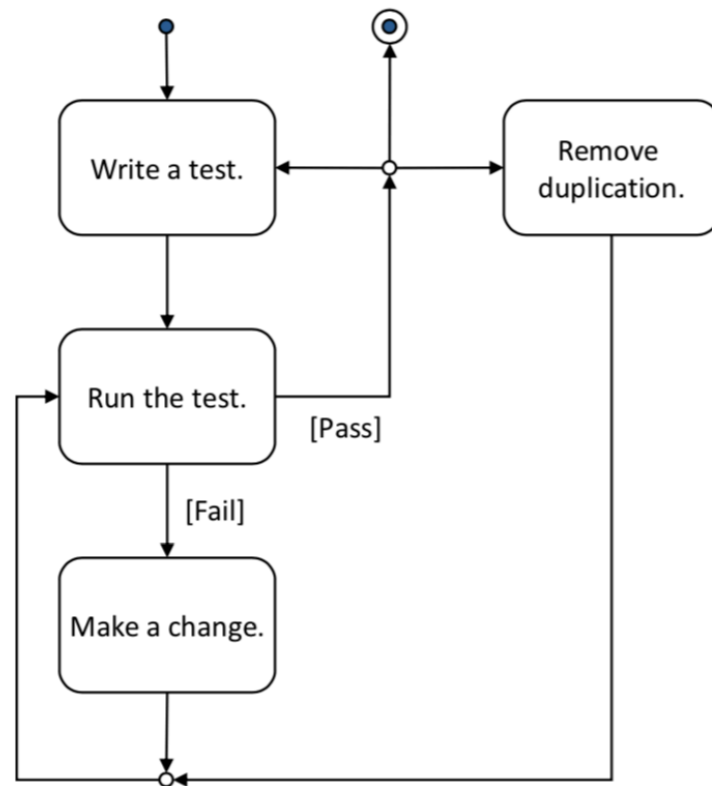 Write a test.
Remove
duplication.
Run the test.
[Pass]
[Fail]
Make a change.